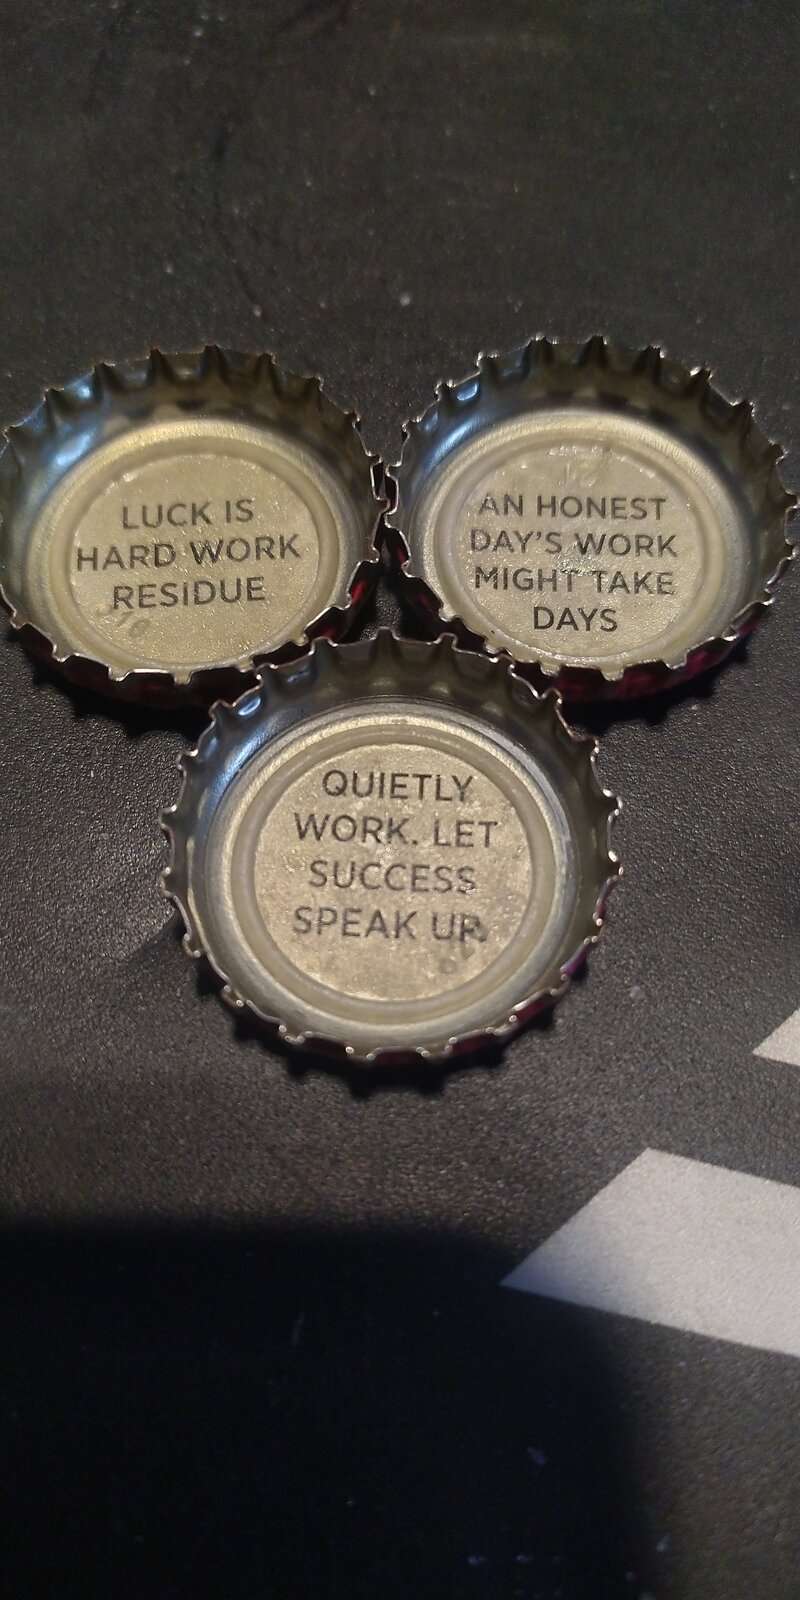 LUCK IS
HARD WORK
RESIDUE
AN HONEST
DAY'S WORK
MIGHT TAKE
DAYS
QUIETLY
WORK. LET
SUCCESS
SPEAK UP.